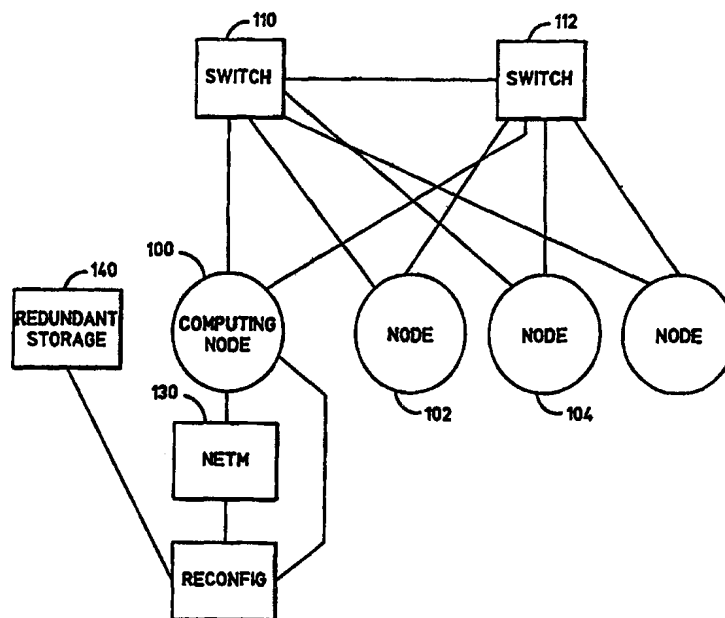 110
112
SWITCH
SWITCH
100
140
REDUNDANT
STORAGE
COMPUTING
NODE
NODE
NODE
NODE
130
102
104
NETM
RECONFIG